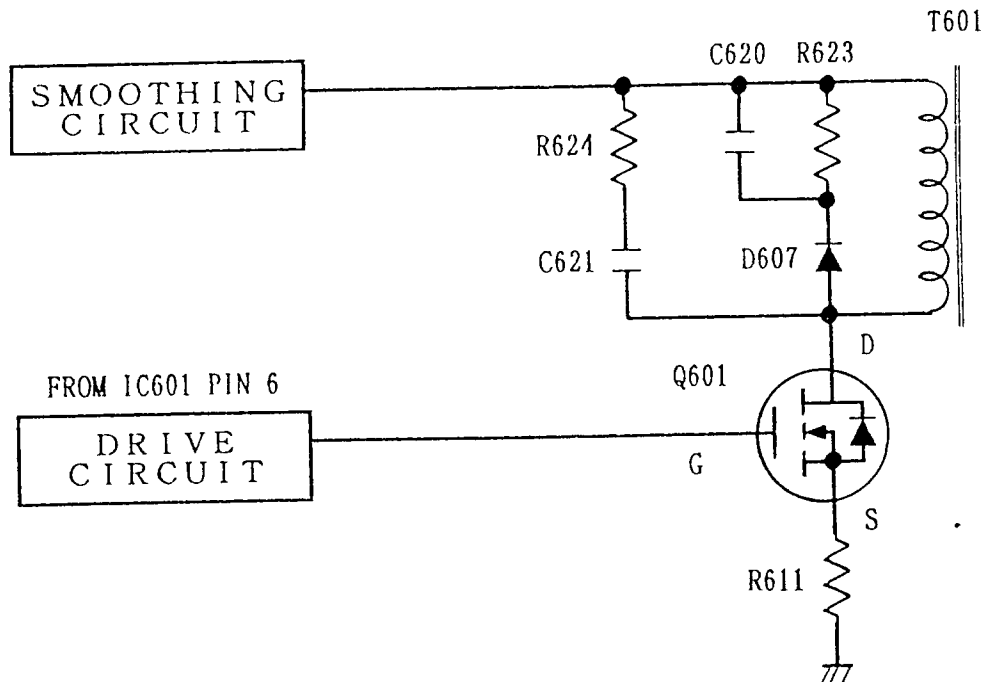 T601
C620 R623
SMOOTHING
CIRCUIT
R624
C621
D607
D
Q601
FROM IC601 PIN 6
DRIVE
CIRCUIT
G
S
R611